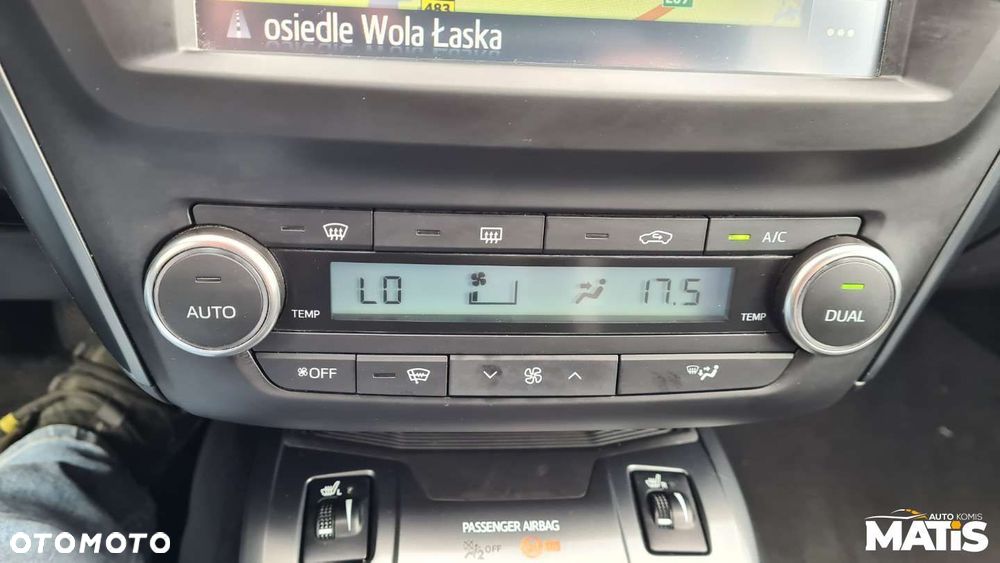 483
osiedle Wola Łaska
A/C
AUTO
TEMP
LO
17.5
TEMP
DUAL
OFF
L
R
PASSENGER AIRBAG
2 OFF
OTOMOTO
AUTO KOMIS
MATIS